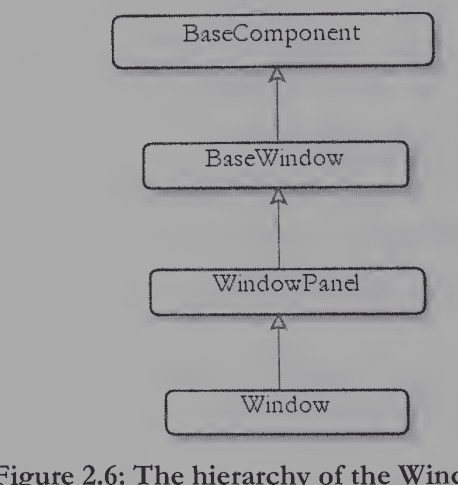 BaseComponent
BaseWindow
WindowPanel
Window
Figure 2.6: The hierarchy of the Wind